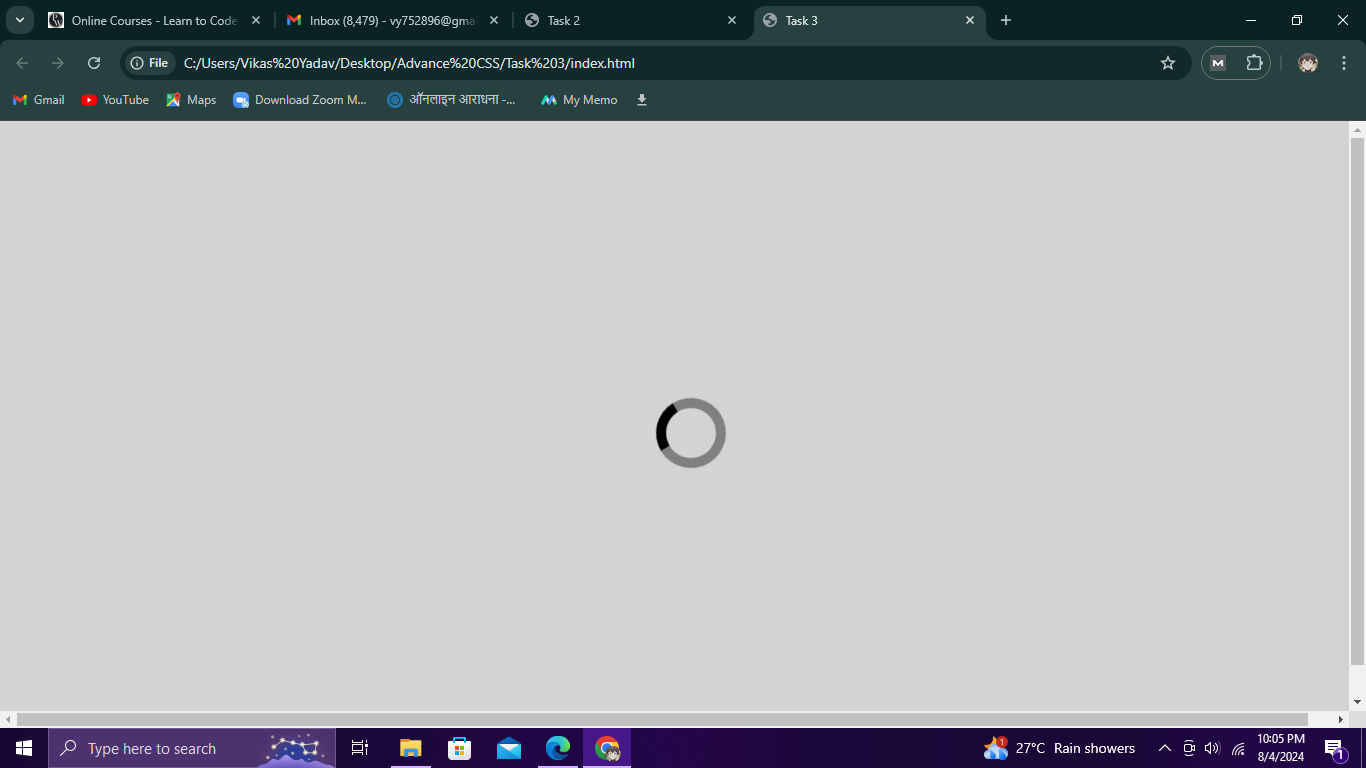 Online Courses - Learn to Code
Inbox (8,479) - vy752896@gma
Task 2
Task 3
File
C:/Users/Vikas%20Yadav/Desktop/Advance%20CSS/Task%203/index.html
M
Gmail
YouTube
Maps
Download Zoom M...
ऑनलाइन आराधना -...
My Memo
Type here to search
1
27°C Rain showers
10:05 PM
8/4/2024
1